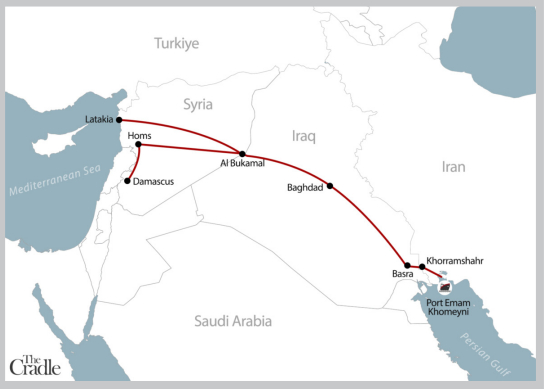 Turkiye
Syria
Latakia
Homs
Iraq
Al Bukamal
Iran
Mediterranean Sea
Damascus
Baghdad
Khorramshahr
Basra
Port Emam
Khomeyni
Saudi Arabia
Persian Gulf
The
Cradle